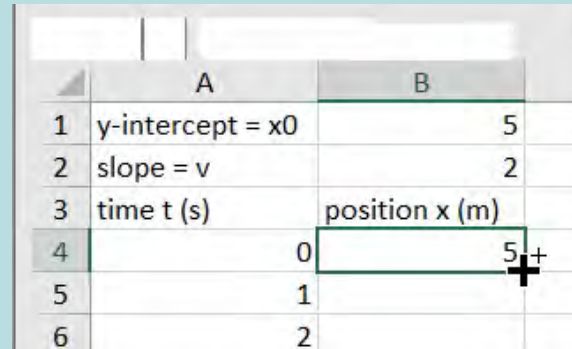 A B
1 y-intercept = x0 5
2 slope = v 2
3 time t (s) position x (m)
4 0 5
5 1
6 2